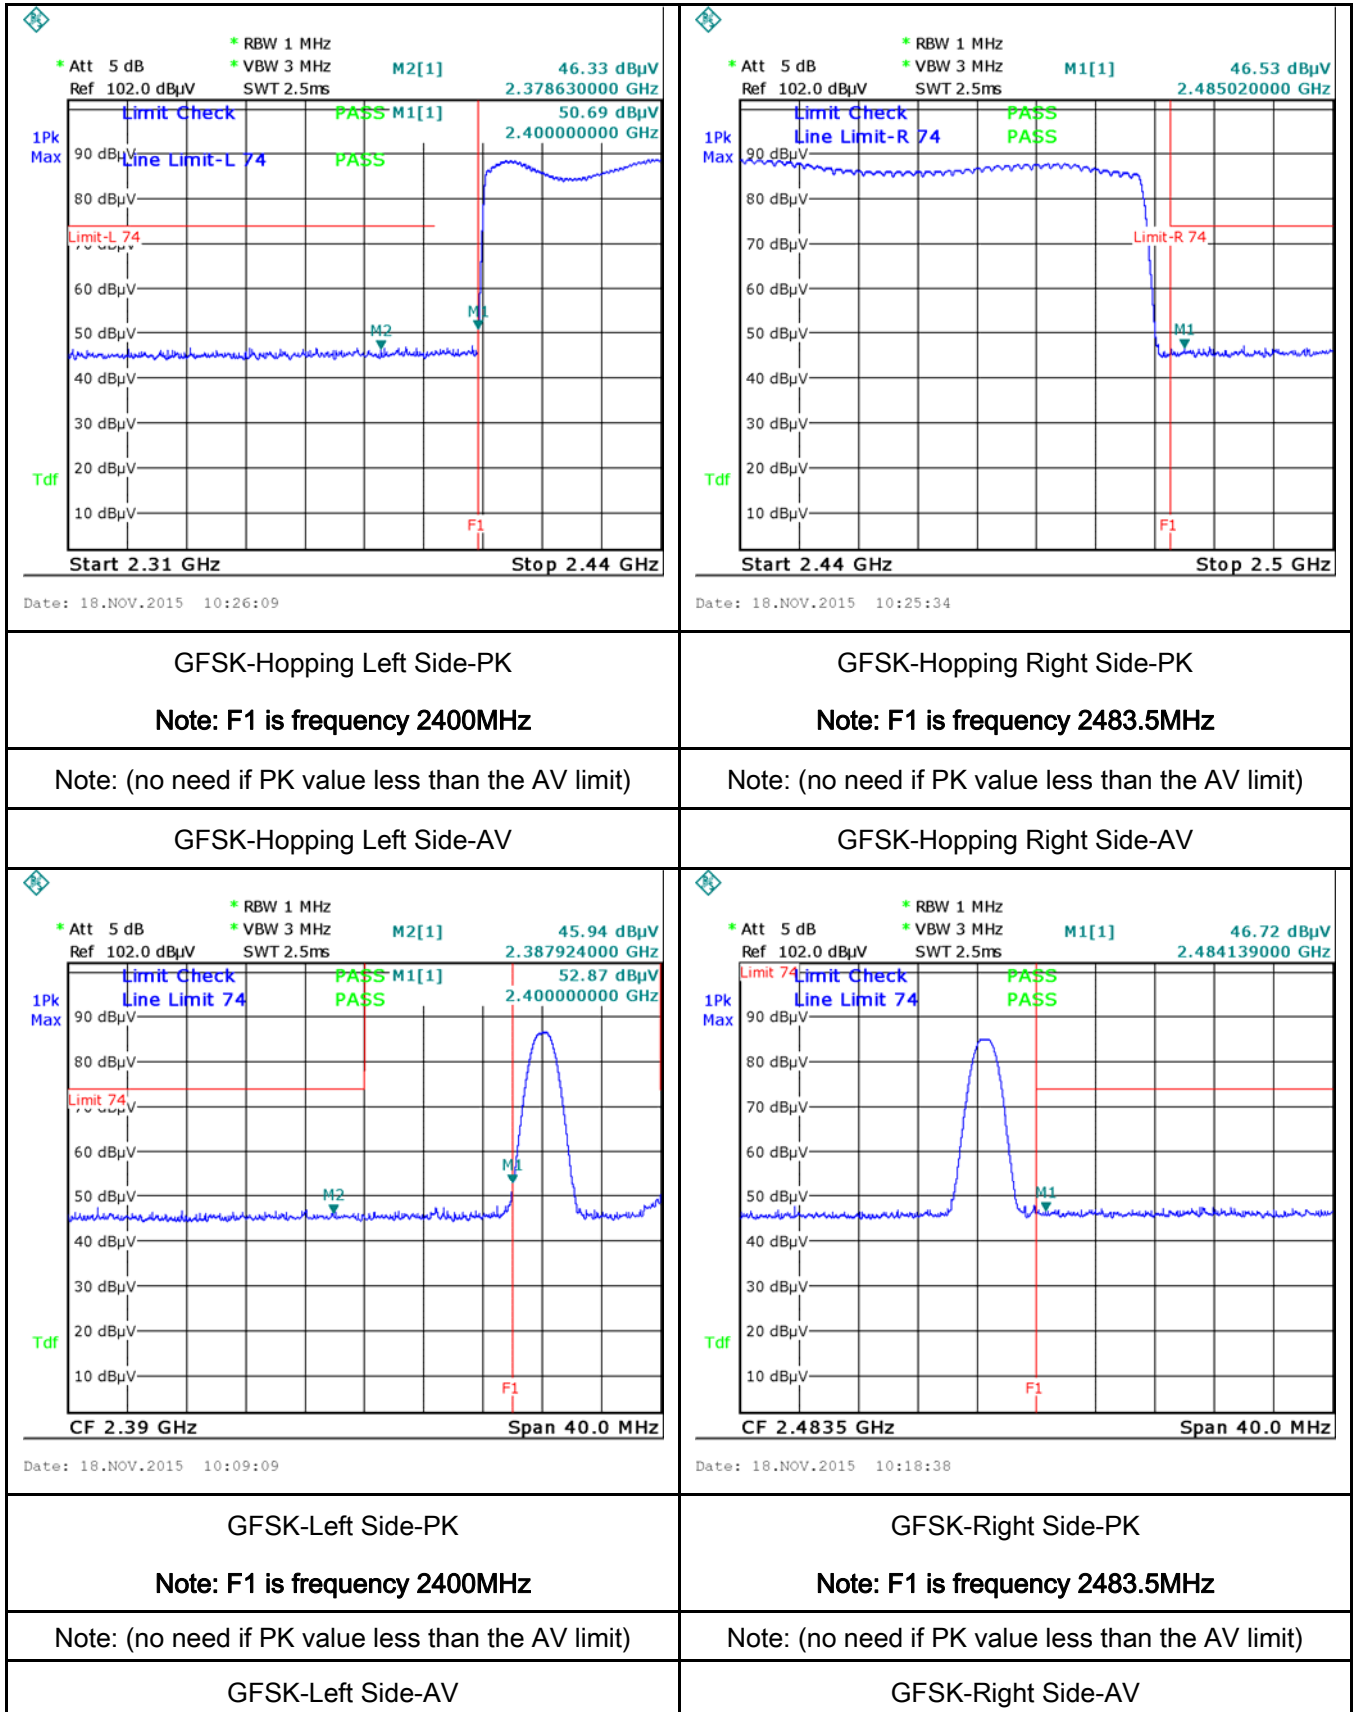 * RBW 1 MHz
* Att 5 dB * VBW 3 MHz M2[1] 46.33 dBµV
Ref 102.0 dBµV SWT 2.5ms 2.378630000 GHz
Limit Check PASS M1[1] 50.69 dBµV
2.400000000 GHz
1Pk
Max
90 dBµV
Line Limit-L 74 PASS
80 dBµV
Limit-L 74
70 dBµV
60 dBµV
M1
50 dBµV
M2
40 dBµV
30 dBµV
20 dBµV
Tdf
10 dBµV
F1
Start 2.31 GHz Stop 2.44 GHz
Date: 18.NOV.2015 10:26:09
* RBW 1 MHz
* Att 5 dB * VBW 3 MHz M1[1] 46.53 dBµV
Ref 102.0 dBµV SWT 2.5ms 2.485020000 GHz
Limit Check PASS
1Pk
Max
Line Limit-R 74 PASS
90 dBµV
80 dBµV
Limit-R 74
70 dBµV
60 dBµV
50 dBµV
M1
40 dBµV
30 dBµV
20 dBµV
Tdf
10 dBµV
F1
Start 2.44 GHz Stop 2.5 GHz
Date: 18.NOV.2015 10:25:34
GFSK-Hopping Left Side-PK
Note: F1 is frequency 2400MHz
GFSK-Hopping Right Side-PK
Note: F1 is frequency 2483.5MHz
Note: (no need if PK value less than the AV limit)
Note: (no need if PK value less than the AV limit)
GFSK-Hopping Left Side-AV
GFSK-Hopping Right Side-AV
* RBW 1 MHz
* Att 5 dB * VBW 3 MHz M2[1] 45.94 dBµV
Ref 102.0 dBµV SWT 2.5ms 2.387924000 GHz
Limit Check PASS M1[1] 52.87 dBµV
1Pk
Max
Line Limit 74 PASS 2.400000000 GHz
90 dBµV
80 dBµV
Limit 74
70 dBµV
60 dBµV
M1
50 dBµV
M2
40 dBµV
30 dBµV
20 dBµV
Tdf
10 dBµV
F1
CF 2.39 GHz Span 40.0 MHz
Date: 18.NOV.2015 10:09:09
* RBW 1 MHz
* Att 5 dB * VBW 3 MHz M1[1] 46.72 dBµV
Ref 102.0 dBµV SWT 2.5ms 2.484139000 GHz
Limit 74
Limit Check PASS
1Pk
Max
Line Limit 74 PASS
90 dBµV
80 dBµV
70 dBµV
60 dBµV
50 dBµV
M1
40 dBµV
30 dBµV
20 dBµV
Tdf
10 dBµV
F1
CF 2.4835 GHz Span 40.0 MHz
Date: 18.NOV.2015 10:18:38
GFSK-Left Side-PK
Note: F1 is frequency 2400MHz
GFSK-Right Side-PK
Note: F1 is frequency 2483.5MHz
Note: (no need if PK value less than the AV limit)
Note: (no need if PK value less than the AV limit)
GFSK-Left Side-AV
GFSK-Right Side-AV